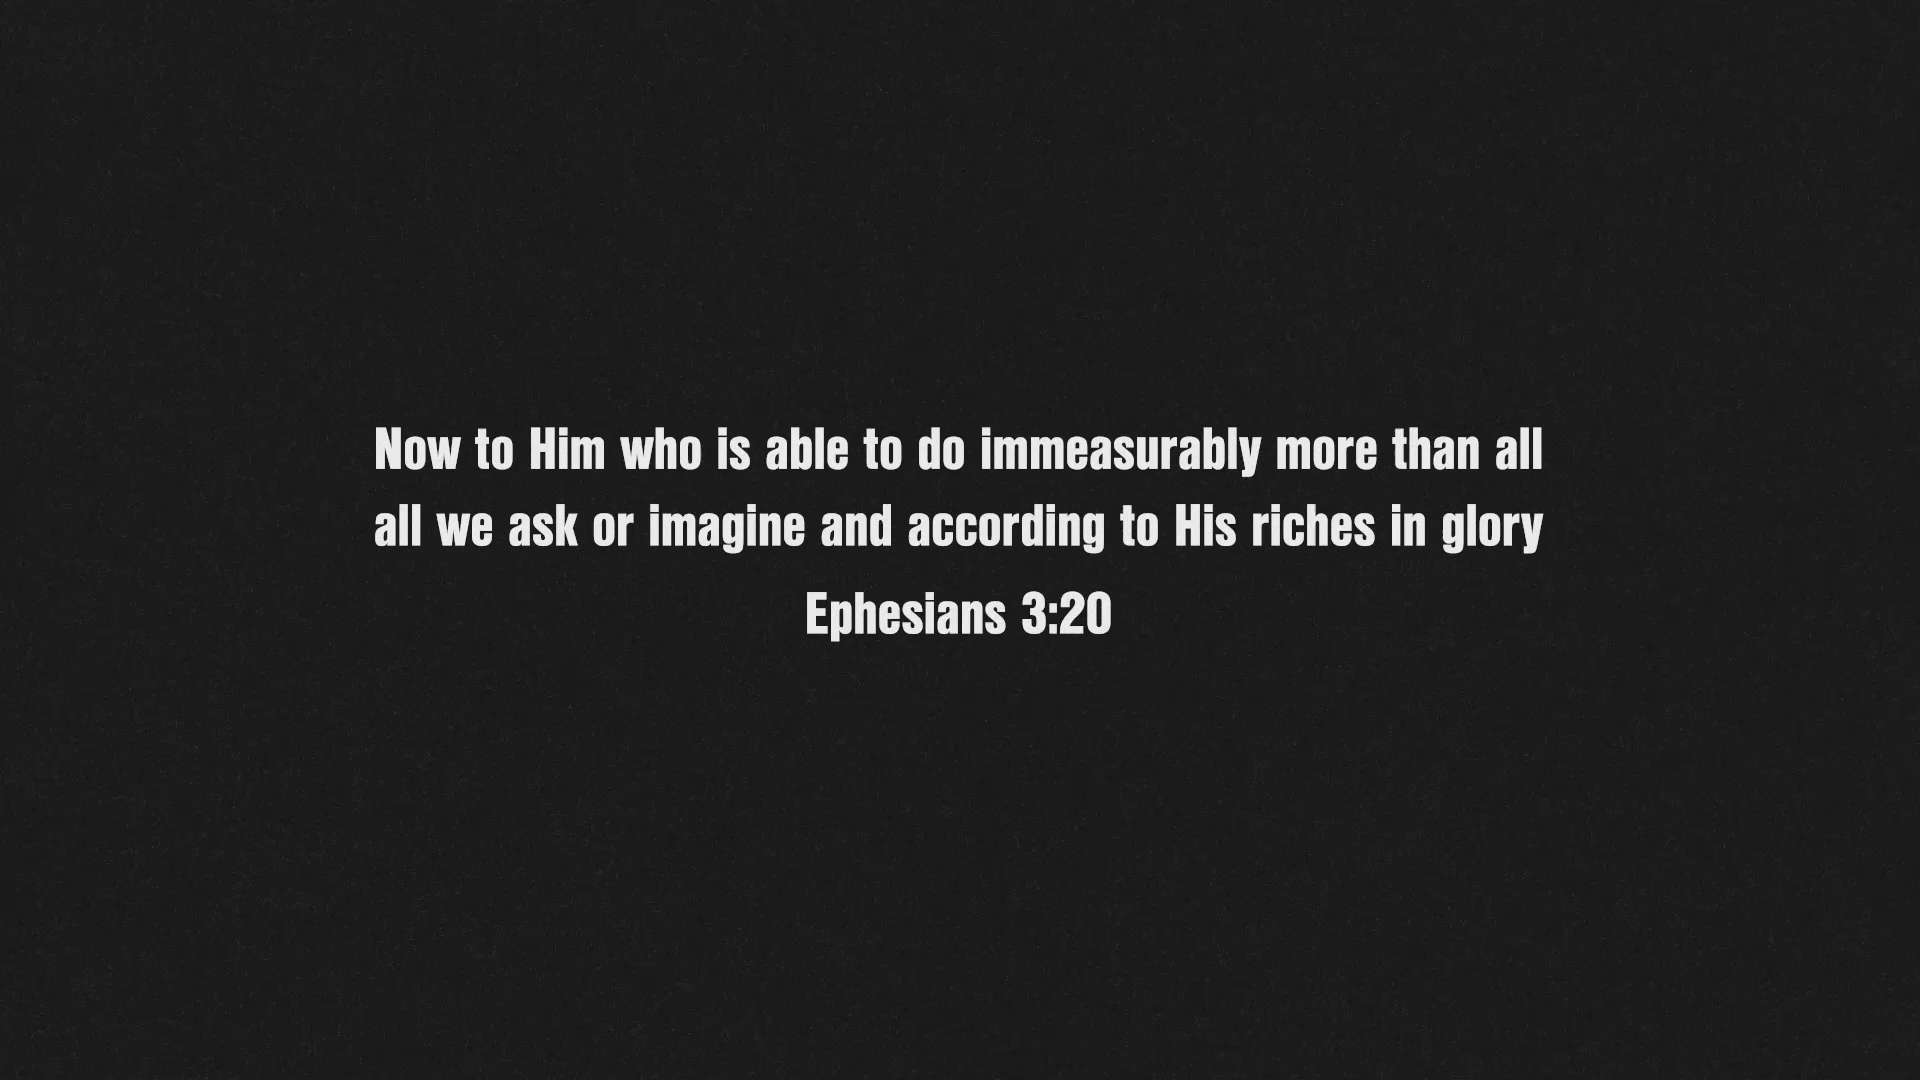 Now to Him who is able to do immeasurably more than all
all we ask or imagine and according to His riches in glory
Ephesians 3:20